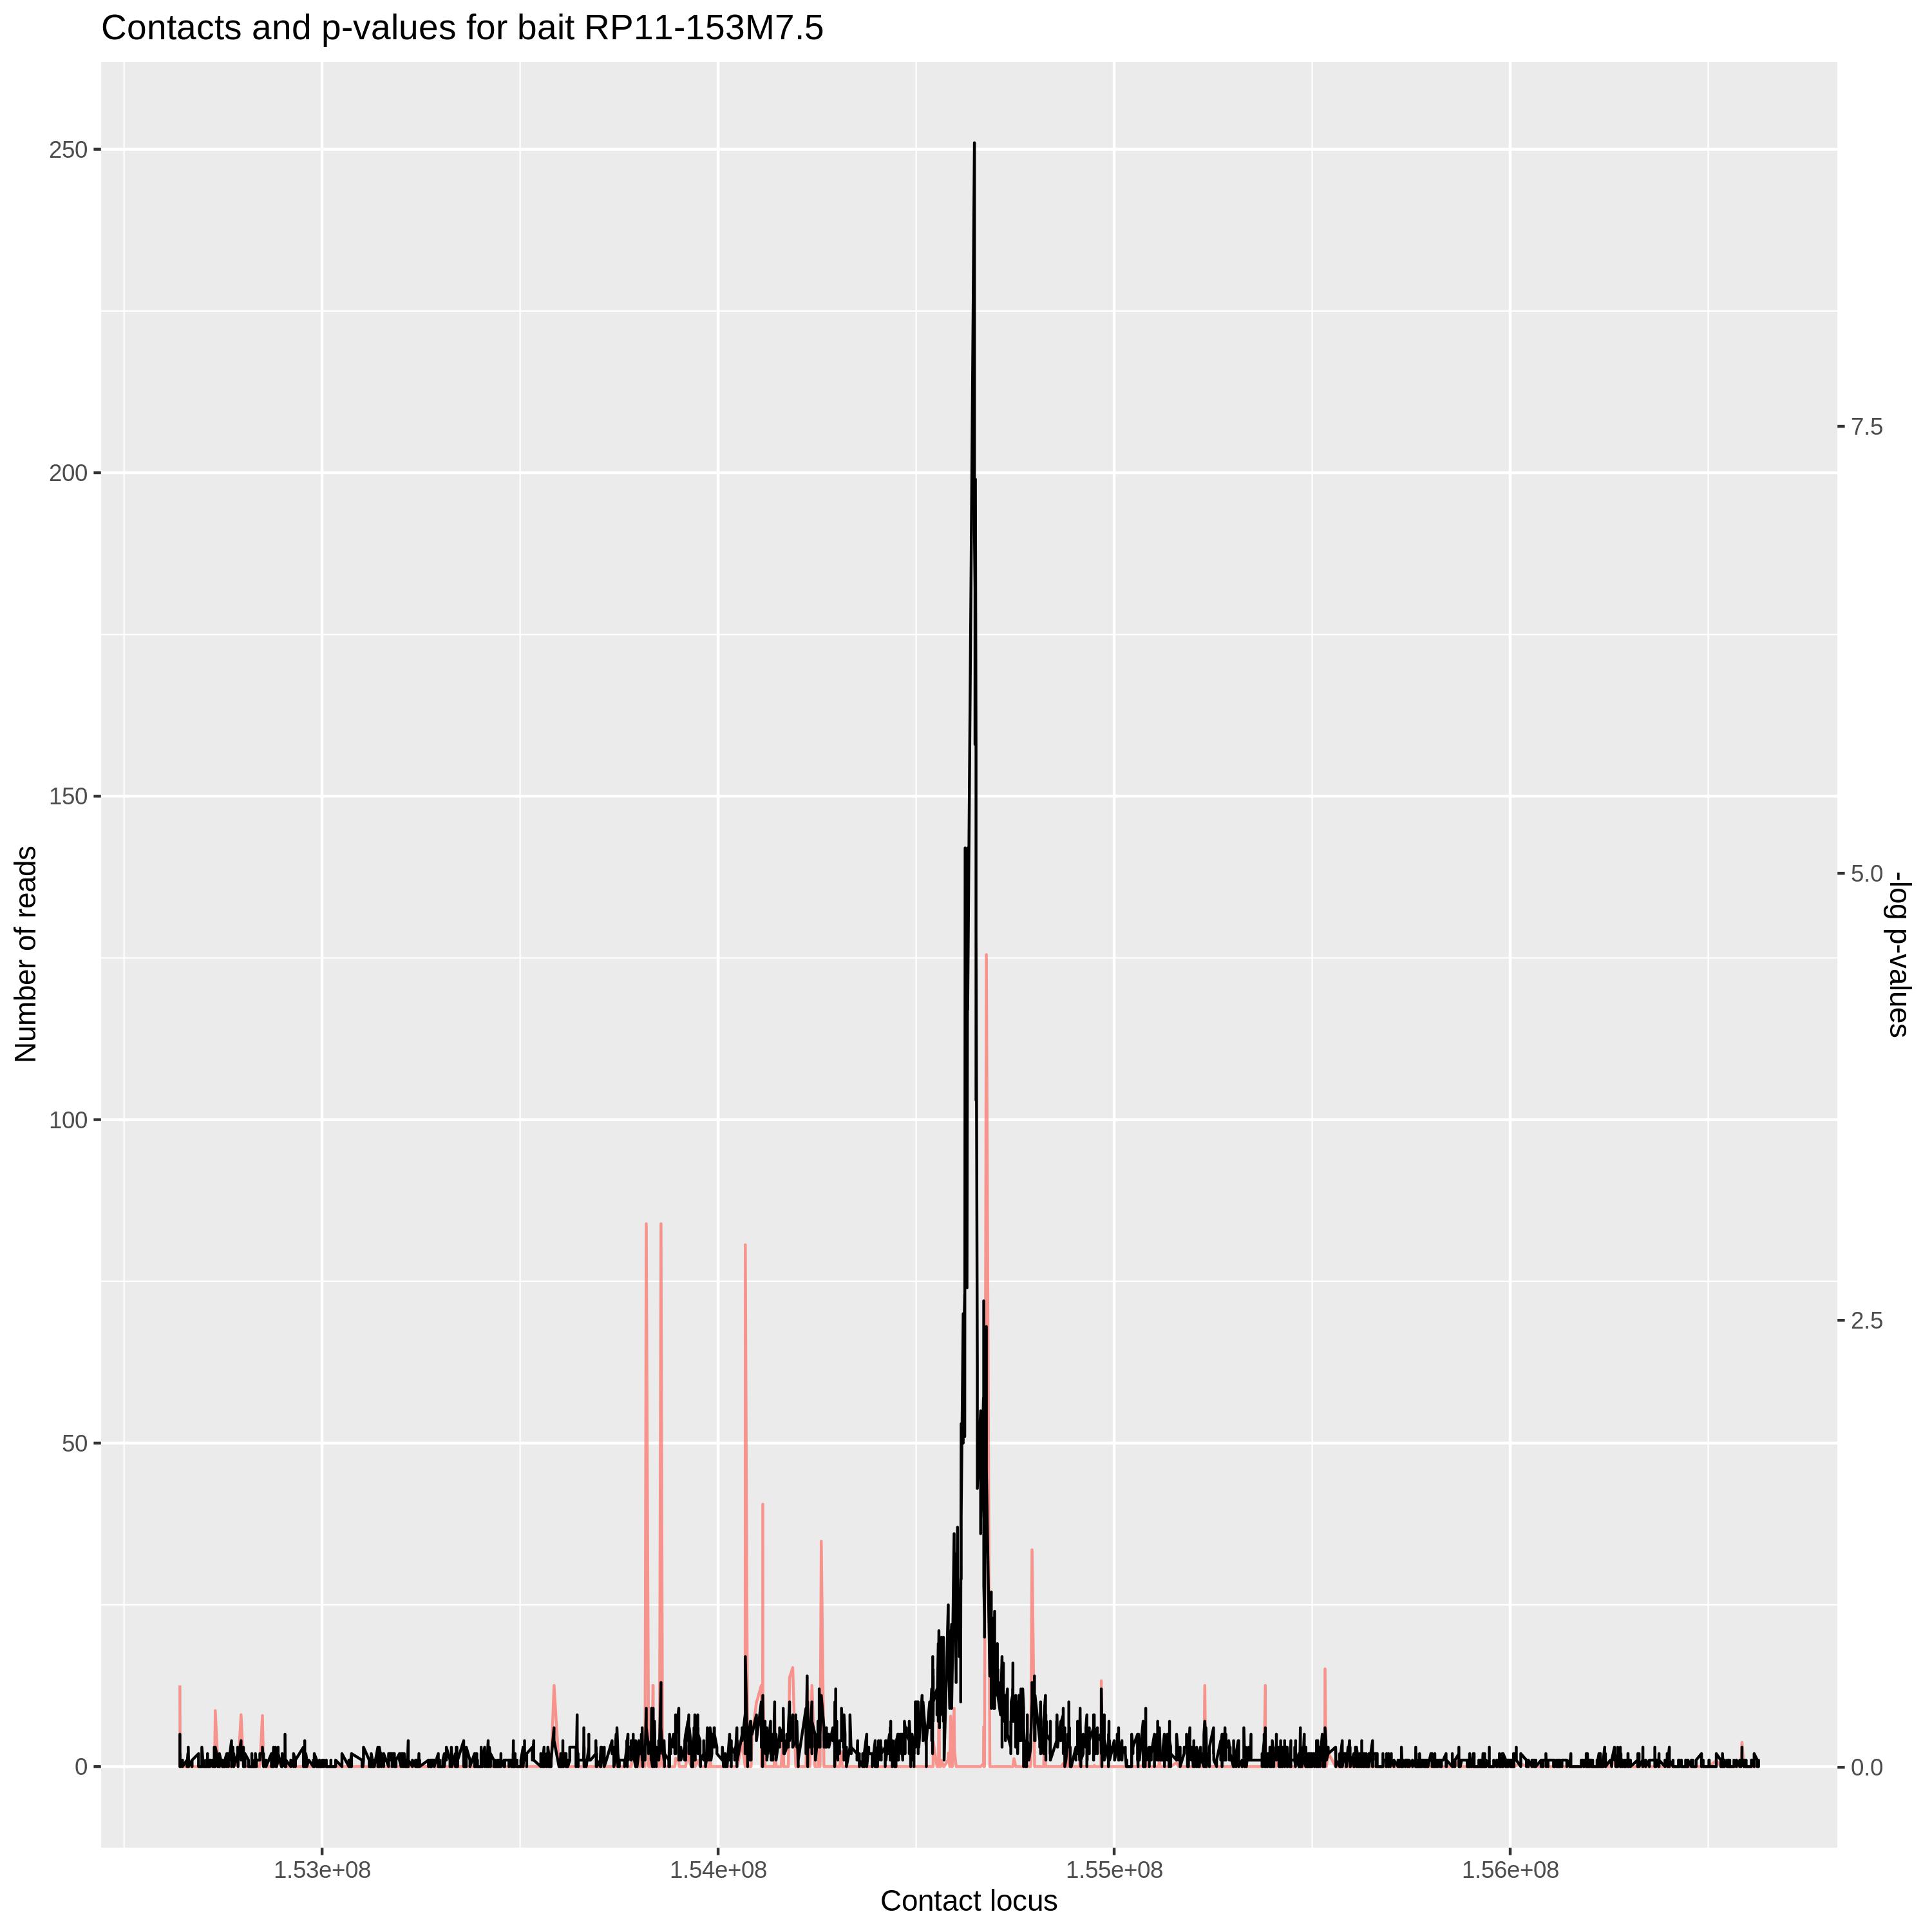 Contacts and p-values for bait RP11-153M7.5
250
200
150
100
50
0
Number of reads
7.5
5.0
2.5
0.0
-log p-values
1.53e+08
1.54e+08
1.55e+08
1.56e+08
Contact locus